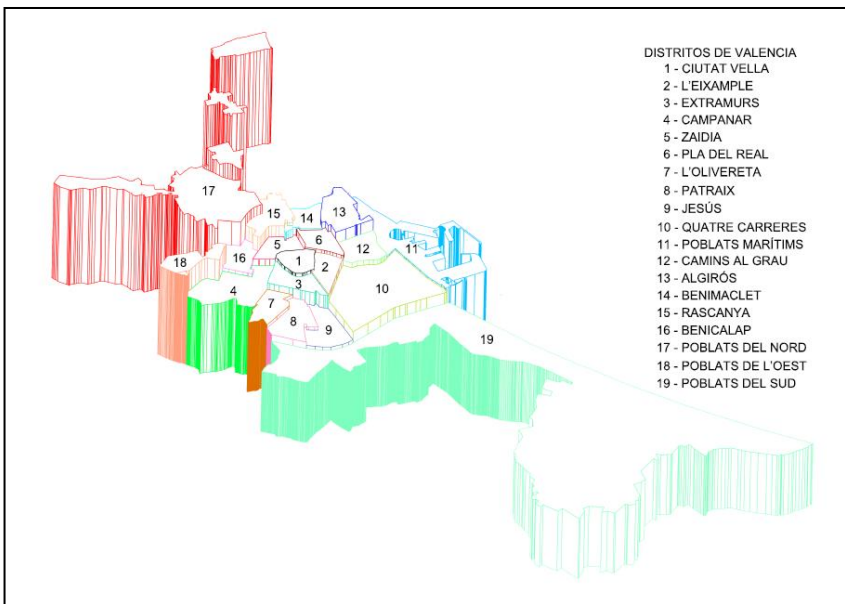 DISTRITOS DE VALENCIA
1 - CIUTAT VELLA
2 - L'EIXAMPLE
3 - EXTRAMURS
4 - CAMPANAR
5 - ZAIDIA
6 - PLA DEL REAL
7 - L'OLIVERETA
8 - PATRAIX
9 - JESÚS
10 - QUATRE CARRERES
11 - POBLATS MARÍTIMS
12 - CAMINS AL GRAU
13 - ALGIRÓS
14 - BENIMACLET
15 - RASCANYA
16 - BENICALAP
17 - POBLATS DEL NORD
18 - POBLATS DE L'OEST
19 - POBLATS DEL SUD
17
15
14
13
16
5
6
12
11
18
1
2
4
3
10
7
8
9
19